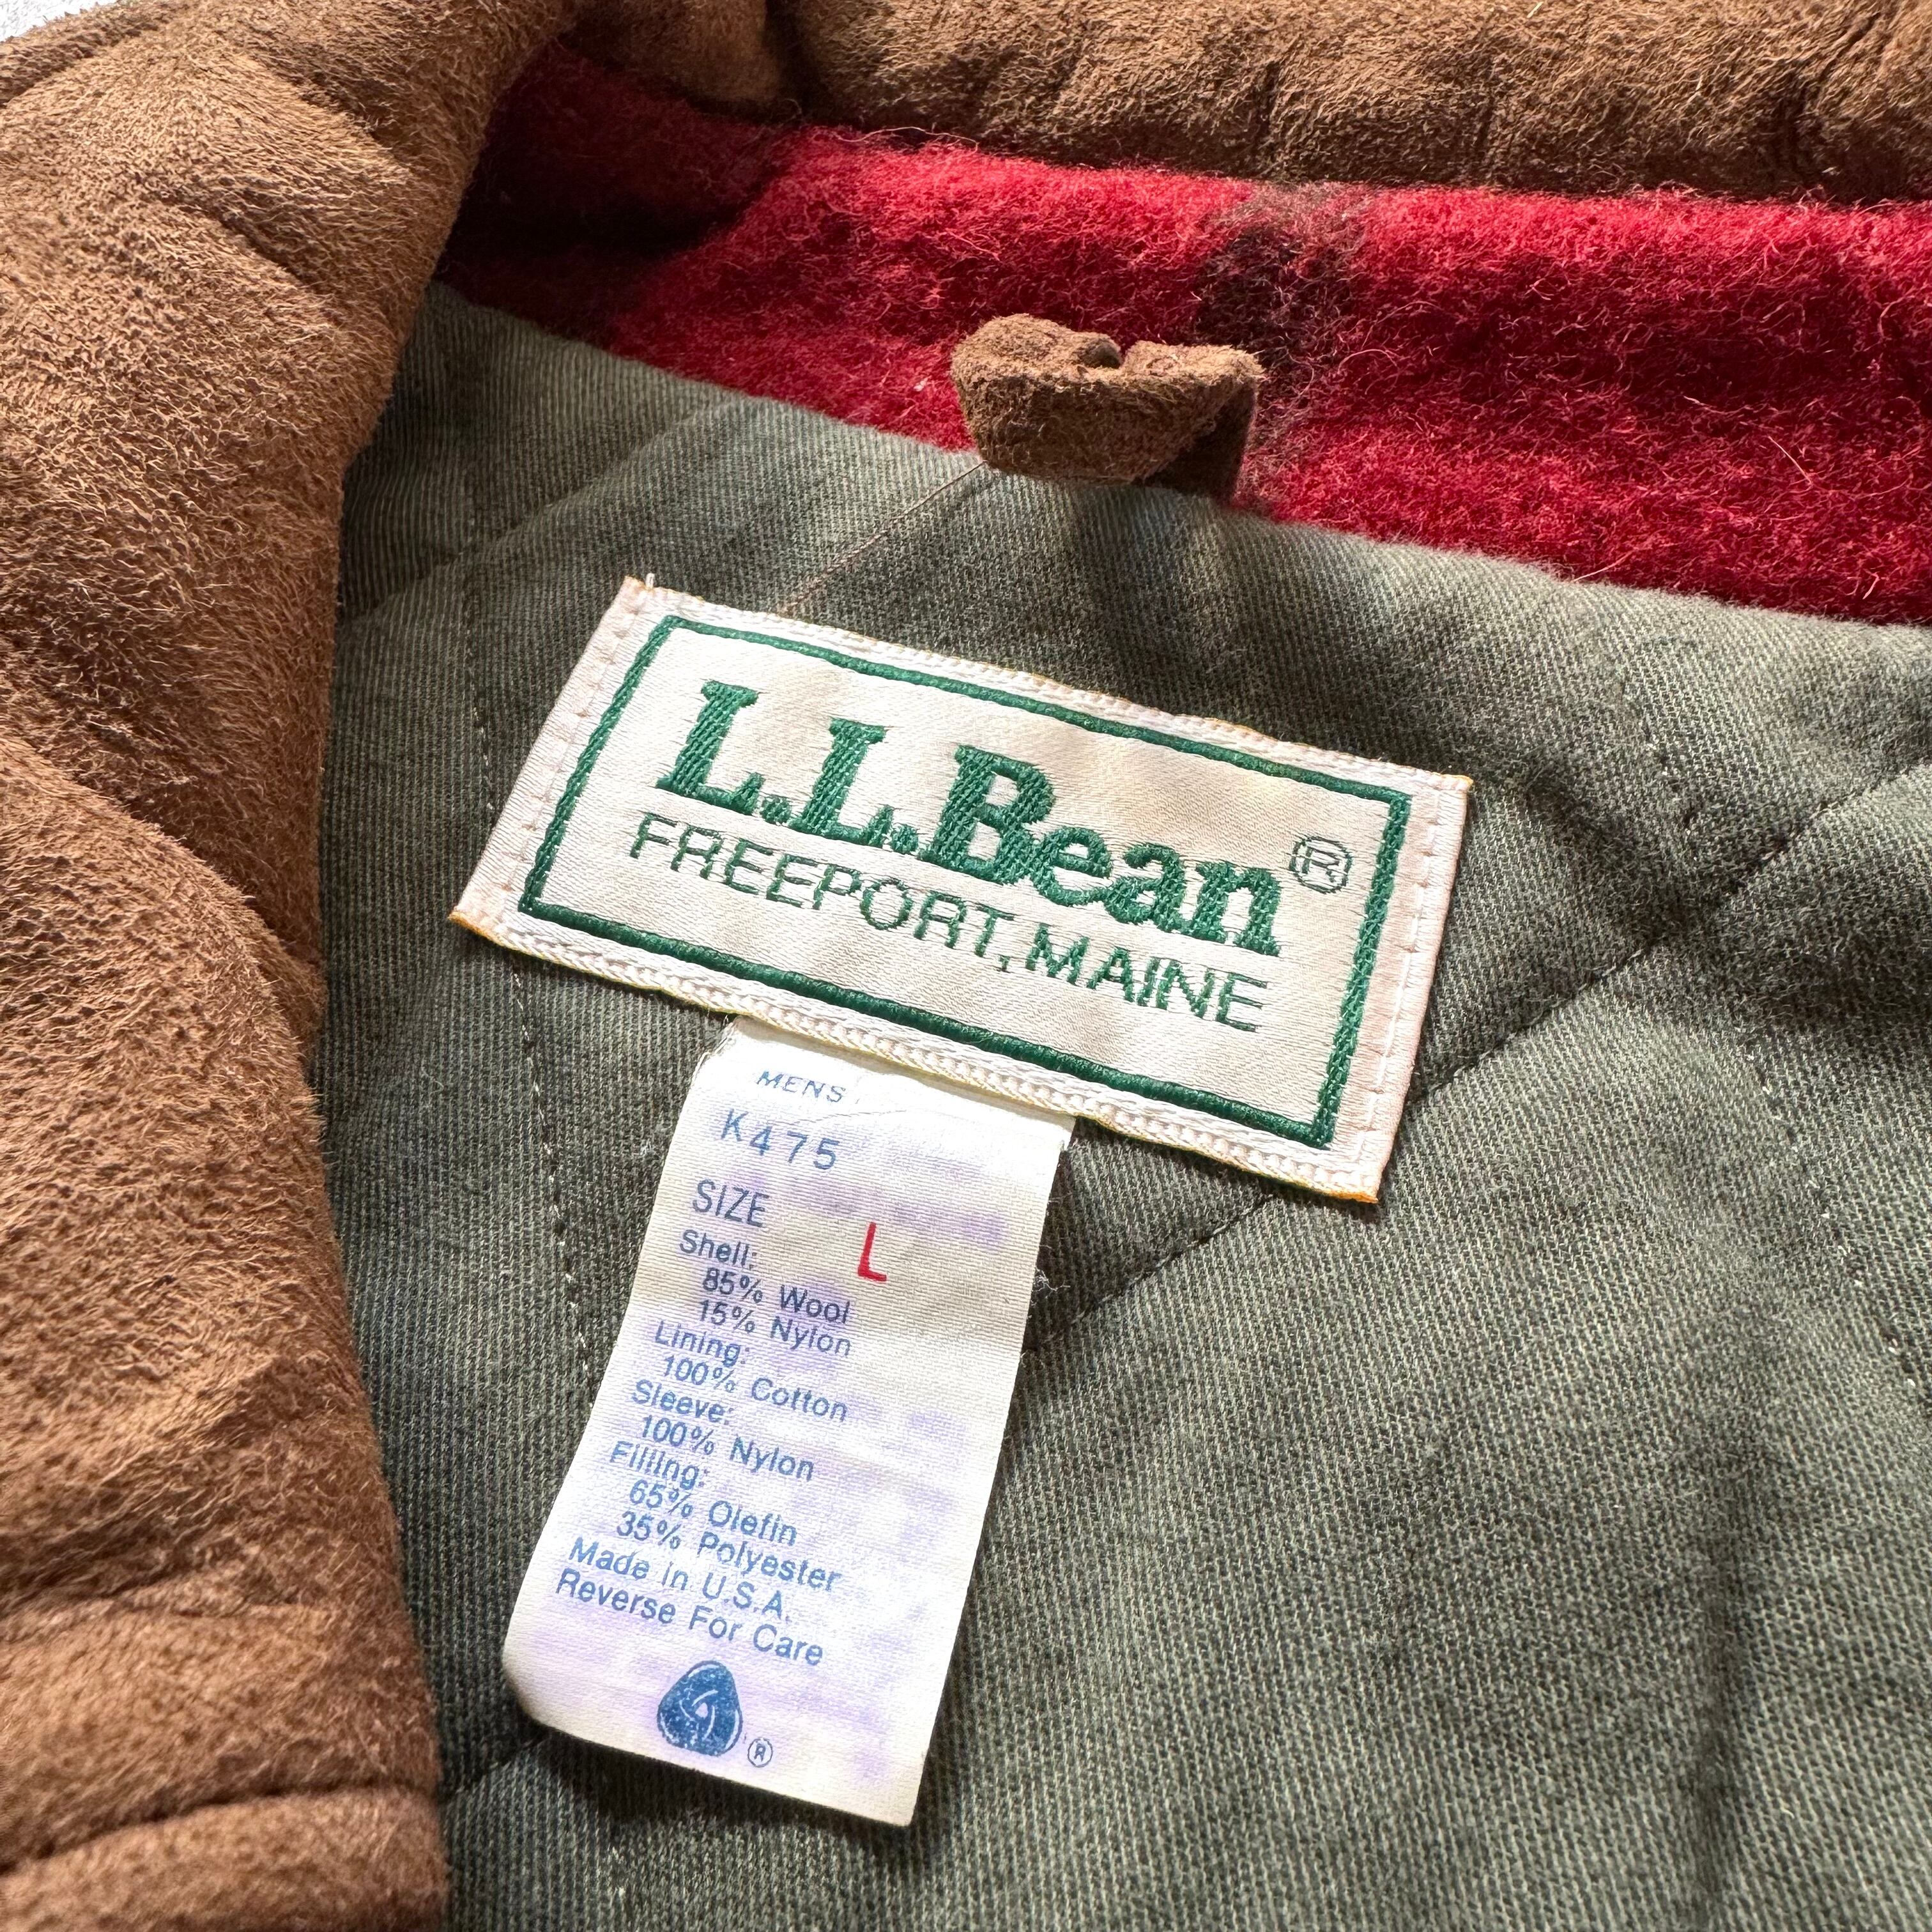 L.L.Bean®
FREEPORT, MAINE
MENS
K475
SIZE
L
Shell:
85% Wool
15% Nylon
Lining:
100% Cotton
Sleeve:
100% Nylon
Filling:
65% Olefin
35% Polyester
Made in U.S.A.
Reverse For Care
®